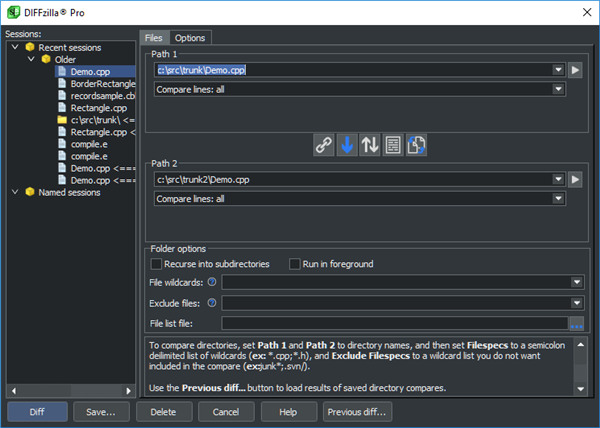 DIFFzilla® Pro
Sessions:
Recent sessions
Older
Demo.cpp
BorderRectangle
recordsample.cb
Rectangle.cpp
c:\src\trunk\ <=
Rectangle.cpp <
compile.e
compile.e
Demo.cpp <===
Demo.cpp <===
Named sessions
Files Options
Path 1
c:\src\trunk\Demo.cpp
Compare lines: all
Path 2
c:\src\trunk2\Demo.cpp
Compare lines: all
Folder options
Recurse into subdirectories Run in foreground
File wildcards:
Exclude files:
File list file:
...
To compare directories, set Path 1 and Path 2 to directory names, and then set Filespecs to a semicolon
deilimited list of wildcards (ex: *.cpp;*.h), and Exclude Filespecs to a wildcard list you do not want
included in the compare (ex:junk*;.svn/).
Use the Previous diff... button to load results of saved directory compares.
Diff Save... Delete Cancel Help Previous diff...